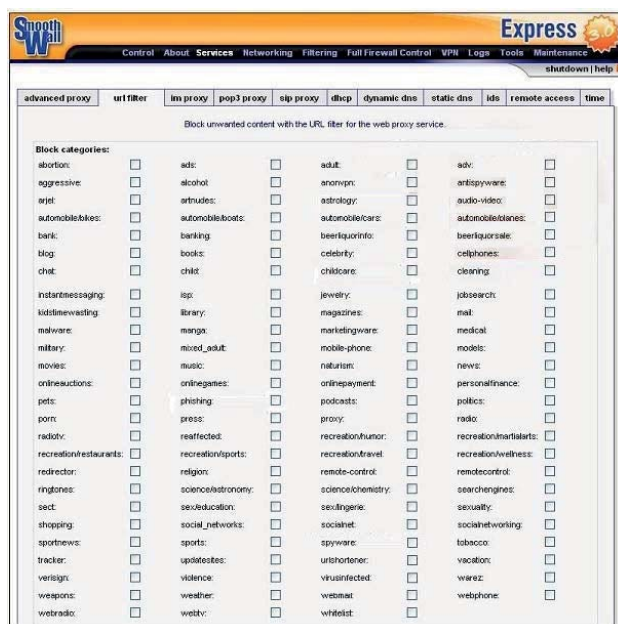 Smooth Wall Express 3.0
Control About Services Networking Filtering Full Firewall Control VPN Logs Tools Maintenance
shutdown | help
advanced proxy url filter im proxy pop3 proxy sip proxy dhcp dynamic dns static dns ids remote access time
Block unwanted content with the URL filter for the web proxy service.
Block categories:
abortion: ads: adult: adv:
aggressive: alcohol: anonvpn: antispyware:
arjel: artnudes: astrology: audio-video:
automobile/bikes: automobile/boats: automobile/cars: automobile/planes:
bank: banking: beerliquorinfo: beerliquorsale:
blog: books: celebrity: cellphones:
chat: child: childcare: cleaning:
instantmessaging: isp: jewelry: jobsearch:
kidstimewasting: library: magazines: mail:
malware: manga: marketingware: medical:
military: mixed_adult: mobile-phone: models:
movies: music: naturism: news:
onlineauctions: onlinegames: onlinepayment: personalfinance:
pets: phishing: podcasts: politics:
porn: press: proxy: radio:
radiotv: reaffected: recreation/humor: recreation/martialarts:
recreation/restaurants: recreation/sports: recreation/travel: recreation/wellness:
redirector: religion: remote-control: remotecontrol:
ringtones: science/astronomy: science/chemistry: searchengines:
sect: sex/education: sex/lingerie: sexuality:
shopping: social_networks: socialnet: socialnetworking:
sportnews: sports: spyware: tobacco:
tracker: updatesites: urlshortener: vacation:
verisign: violence: virusinfected: warez:
weapons: weather: webmail: webphone:
webradio: webtv: whitelist: